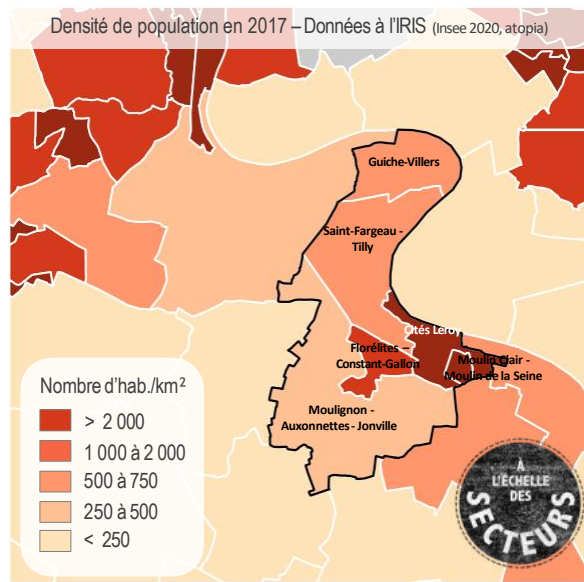 Densité de population en 2017 – Données à l'IRIS (Insee 2020, atopia)
Guiche-Villers
Saint-Fargeau -
Tilly
Cités Leroy
Florélites –
Constant-Gallon
Moulin Clair -
Moulin de la Seine
Moulignon -
Auxonnettes - Jonville
Nombre d'hab./km²
> 2 000
1 000 à 2 000
500 à 750
250 à 500
< 250
À
L'ÉCHELLE
DES
SECTEURS